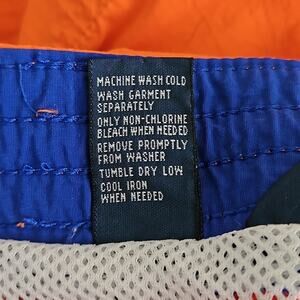 MACHINE WASH COLD
WASH GARMENT
SEPARATELY
ONLY NON-CHLORINE
BLEACH WHEN NEEDED
REMOVE PROMPTLY
FROM WASHER
TUMBLE DRY LOW
COOL IRON
WHEN NEEDED